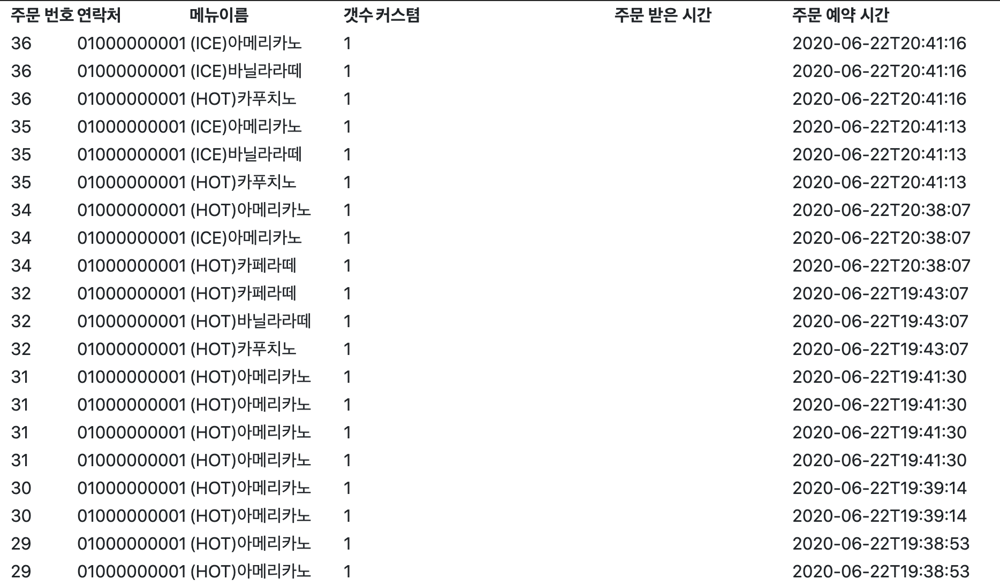 주문 번호 연락처 메뉴이름 갯수 커스텀 주문 받은 시간 주문 예약 시간
36 01000000001 (ICE)아메리카노 1 2020-06-22T20:41:16
36 01000000001 (ICE)바닐라라떼 1 2020-06-22T20:41:16
36 01000000001 (HOT)카푸치노 1 2020-06-22T20:41:16
35 01000000001 (ICE)아메리카노 1 2020-06-22T20:41:13
35 01000000001 (ICE)바닐라라떼 1 2020-06-22T20:41:13
35 01000000001 (HOT)카푸치노 1 2020-06-22T20:41:13
34 01000000001 (HOT)아메리카노 1 2020-06-22T20:38:07
34 01000000001 (ICE)아메리카노 1 2020-06-22T20:38:07
34 01000000001 (HOT)카페라떼 1 2020-06-22T20:38:07
32 01000000001 (HOT)카페라떼 1 2020-06-22T19:43:07
32 01000000001 (HOT)바닐라라떼 1 2020-06-22T19:43:07
32 01000000001 (HOT)카푸치노 1 2020-06-22T19:43:07
31 01000000001 (HOT)아메리카노 1 2020-06-22T19:41:30
31 01000000001 (HOT)아메리카노 1 2020-06-22T19:41:30
31 01000000001 (HOT)아메리카노 1 2020-06-22T19:41:30
31 01000000001 (HOT)아메리카노 1 2020-06-22T19:41:30
30 01000000001 (HOT)아메리카노 1 2020-06-22T19:39:14
30 01000000001 (HOT)아메리카노 1 2020-06-22T19:39:14
29 01000000001 (HOT)아메리카노 1 2020-06-22T19:38:53
29 01000000001 (HOT)아메리카노 1 2020-06-22T19:38:53